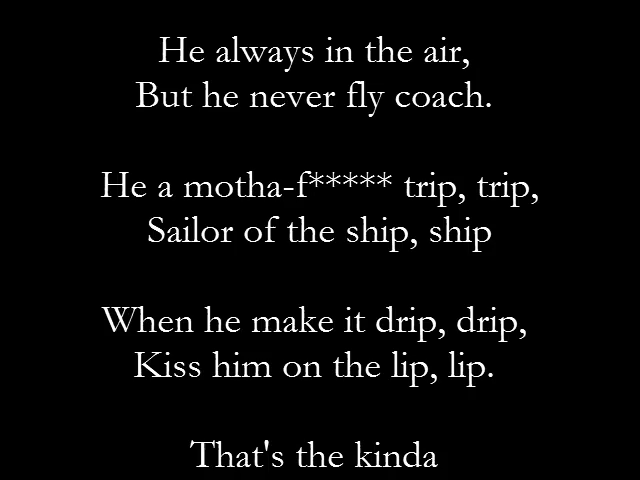 He always in the air,
But he never fly coach.
He a motha-f***** trip, trip,
Sailor of the ship, ship
When he make it drip, drip,
Kiss him on the lip, lip.
That's the kinda